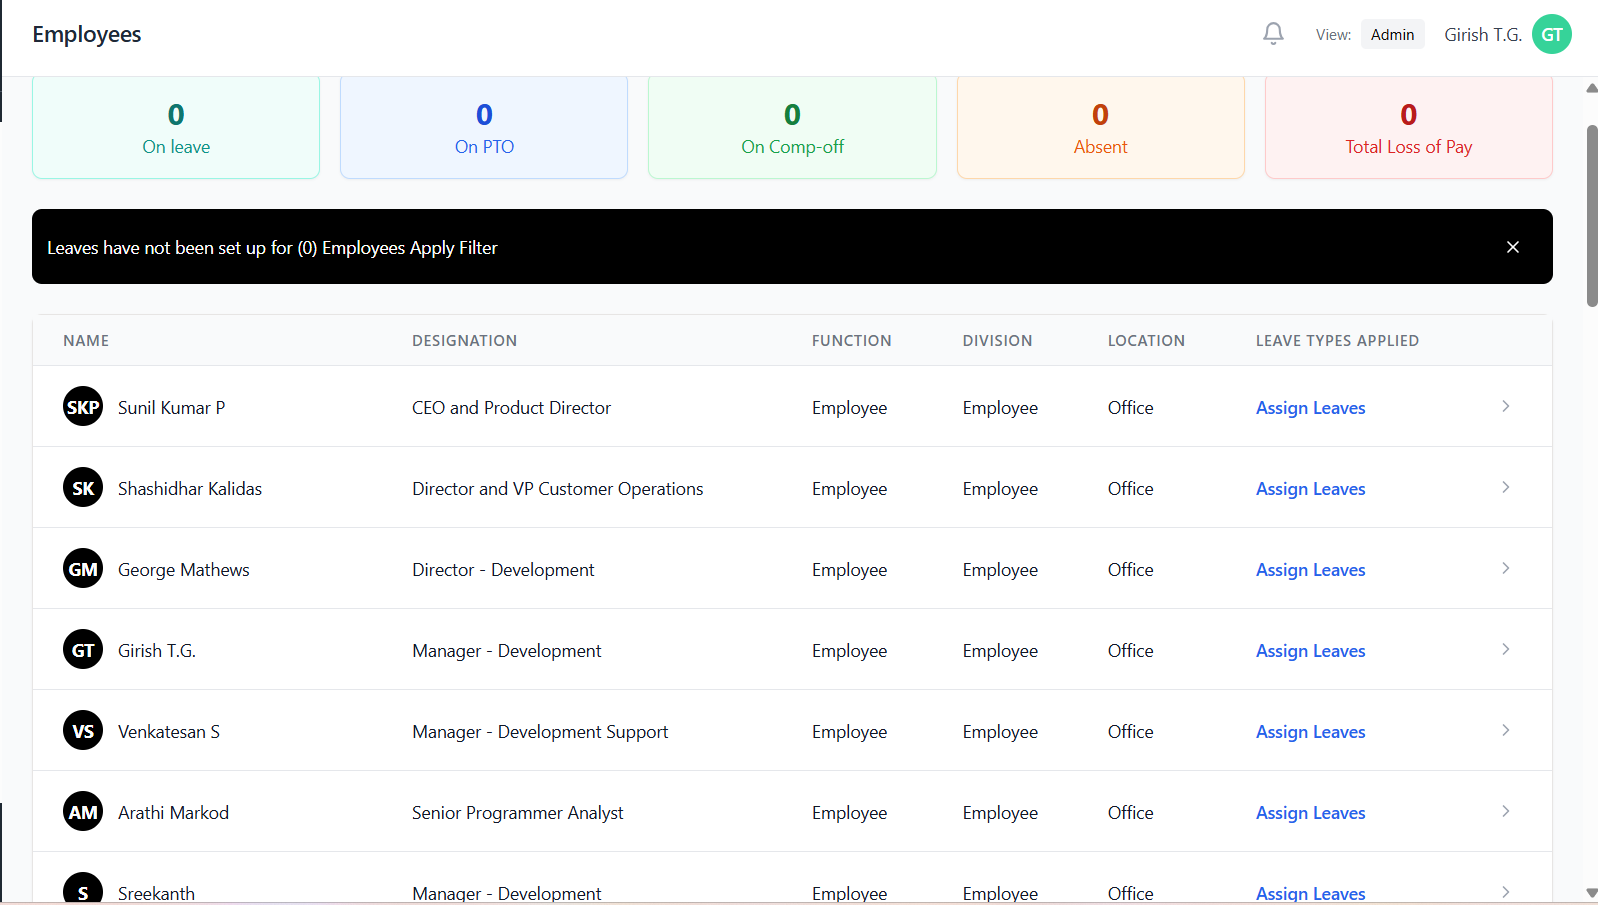 Employees
View: Admin Girish T.G. GT
0 0 0 0 0
On leave On PTO On Comp-off Absent Total Loss of Pay
Leaves have not been set up for (0) Employees Apply Filter
NAME DESIGNATION FUNCTION DIVISION LOCATION LEAVE TYPES APPLIED
SKP Sunil Kumar P CEO and Product Director Employee Employee Office Assign Leaves
SK Shashidhar Kalidas Director and VP Customer Operations Employee Employee Office Assign Leaves
GM George Mathews Director - Development Employee Employee Office Assign Leaves
GT Girish T.G. Manager - Development Employee Employee Office Assign Leaves
VS Venkatesan S Manager - Development Support Employee Employee Office Assign Leaves
AM Arathi Markod Senior Programmer Analyst Employee Employee Office Assign Leaves
S Sreekanth Manager - Development Employee Employee Office Assign Leaves